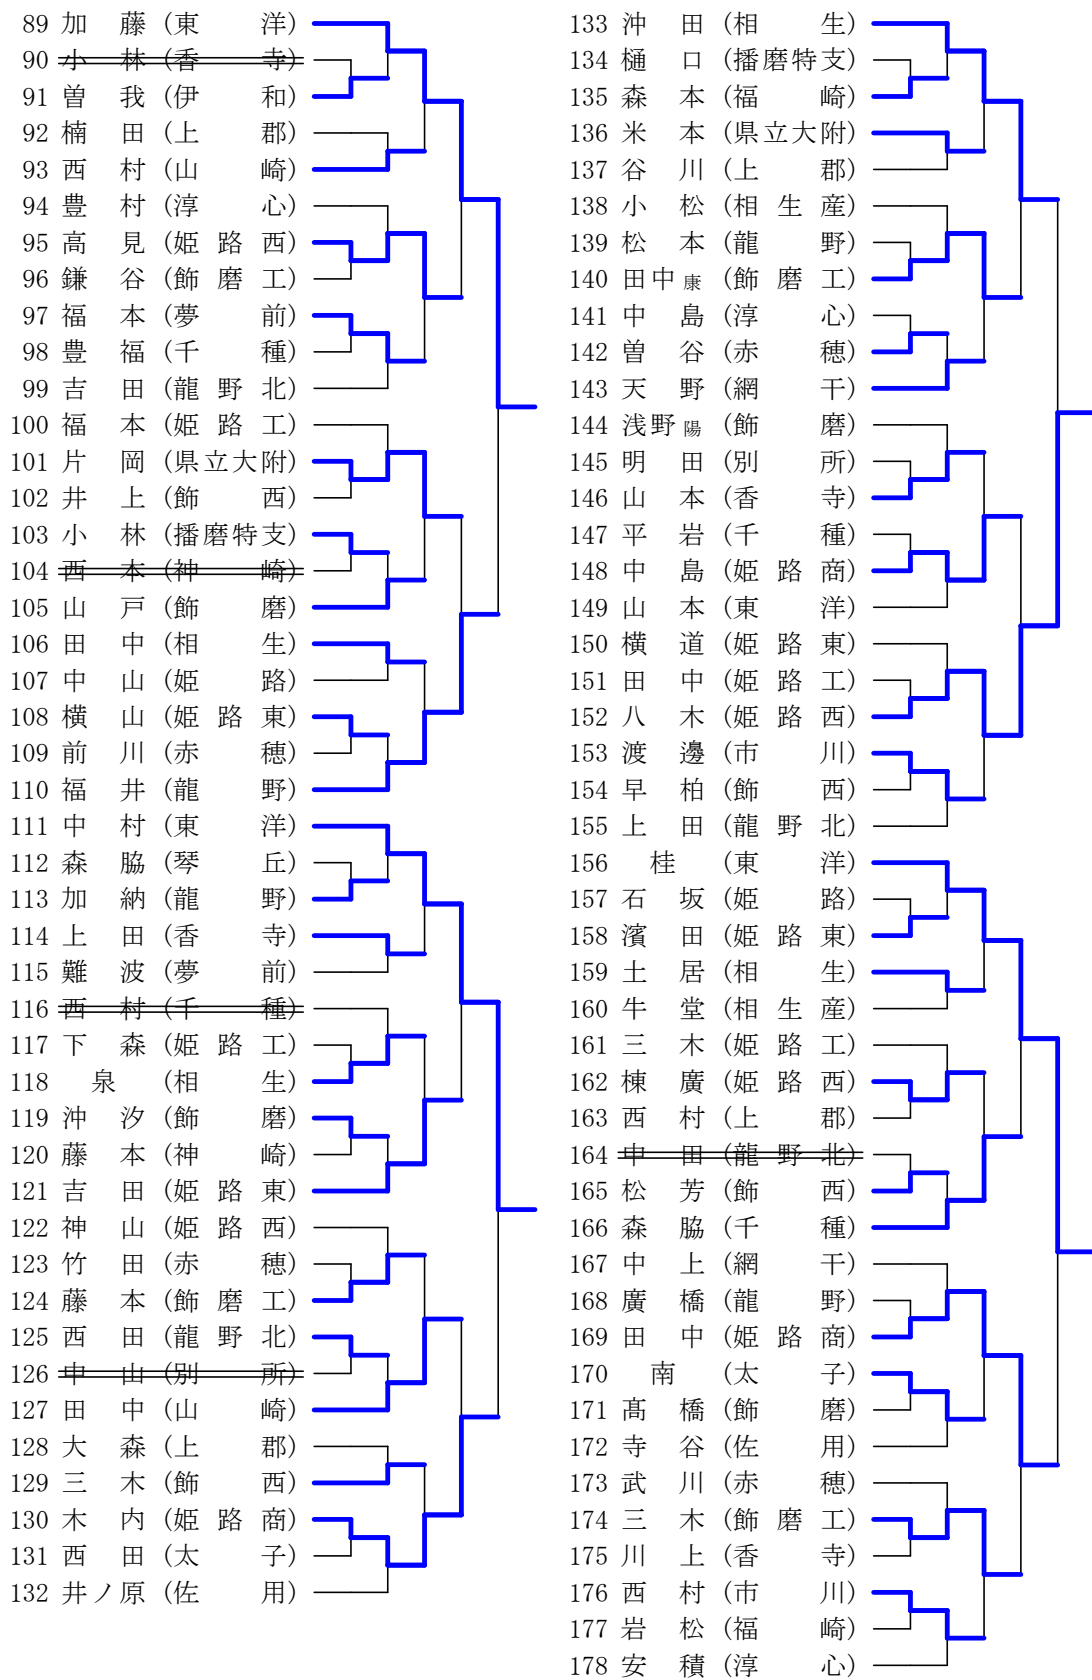 89 加藤 (東洋)
90 小林 (香寺)
91 曽我 (伊和)
92 楠田 (上郡)
93 西村 (山崎)
94 豊村 (淳心)
95 高見 (姫路西)
96 鎌谷 (飾磨工)
97 福本 (夢前)
98 豊福 (千種)
99 吉田 (龍野北)
100 福本 (姫路工)
101 片岡 (県立大附)
102 井上 (飾西)
103 小林 (播磨特支)
104 西本 (神崎)
105 山戸 (飾磨)
106 田中 (相生)
107 中山 (姫路)
108 横山 (姫路東)
109 前川 (赤穂)
110 福井 (龍野)
111 中村 (東洋)
112 森脇 (琴丘)
113 加納 (龍野)
114 上田 (香寺)
115 難波 (夢前)
116 西村 (千種)
117 下森 (姫路工)
118 泉 (相生)
119 沖汐 (飾磨)
120 藤本 (神崎)
121 吉田 (姫路東)
122 神山 (姫路西)
123 竹田 (赤穂)
124 藤本 (飾磨工)
125 西田 (龍野北)
126 中山 (別所)
127 田中 (山崎)
128 大森 (上郡)
129 三木 (飾西)
130 木内 (姫路商)
131 西田 (太子)
132 井ノ原 (佐用)
133 沖田 (相生)
134 樋口 (播磨特支)
135 森本 (福崎)
136 米本 (県立大附)
137 谷川 (上郡)
138 小松 (相生産)
139 松本 (龍野)
140 田中康 (飾磨工)
141 中島 (淳心)
142 曽谷 (赤穂)
143 天野 (網干)
144 浅野陽 (飾磨)
145 明田 (別所)
146 山本 (香寺)
147 平岩 (千種)
148 中島 (姫路商)
149 山本 (東洋)
150 横道 (姫路東)
151 田中 (姫路工)
152 八木 (姫路西)
153 渡邊 (市川)
154 早柏 (飾西)
155 上田 (龍野北)
156 桂 (東洋)
157 石坂 (姫路)
158 濱田 (姫路東)
159 土居 (相生)
160 牛堂 (相生産)
161 三木 (姫路工)
162 棟廣 (姫路西)
163 西村 (上郡)
164 中田 (龍野北)
165 松芳 (飾西)
166 森脇 (千種)
167 中上 (網干)
168 廣橋 (龍野)
169 田中 (姫路商)
170 南 (太子)
171 髙橋 (飾磨)
172 寺谷 (佐用)
173 武川 (赤穂)
174 三木 (飾磨工)
175 川上 (香寺)
176 西村 (市川)
177 岩松 (福崎)
178 安積 (淳心)